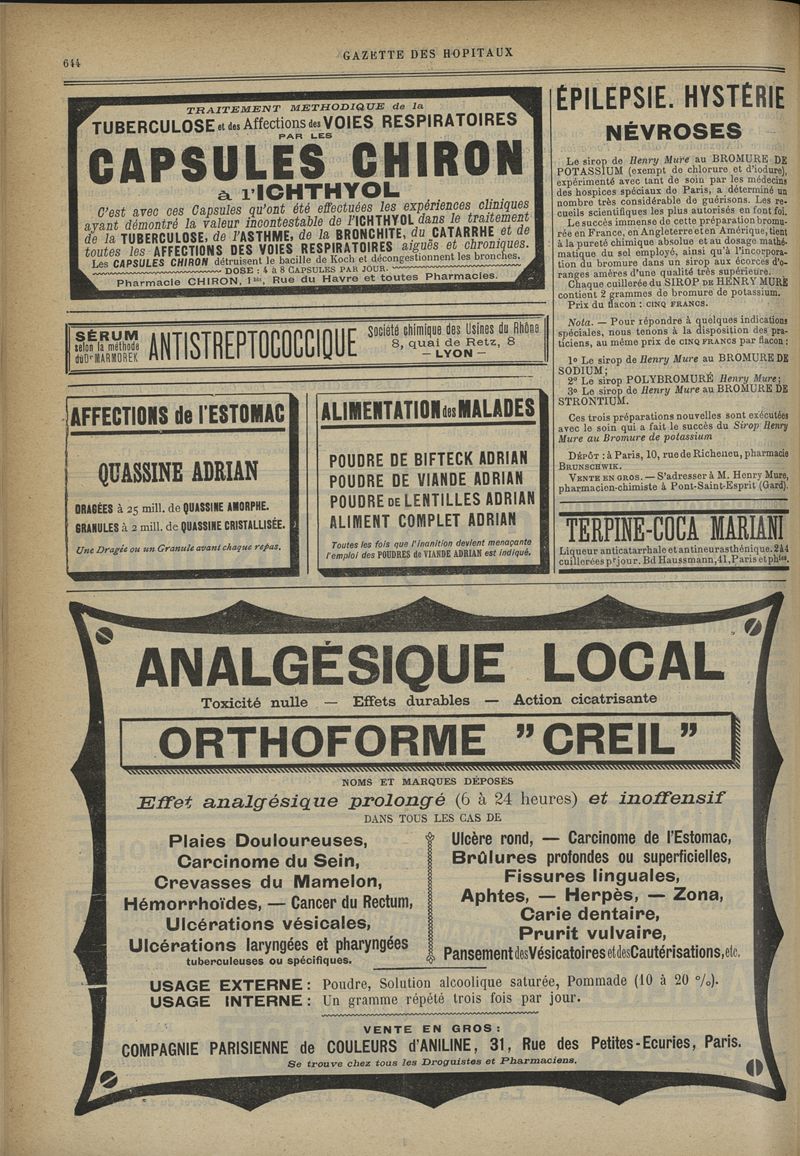 644
GAZETTE DES HOPITAUX
TRAITEMENT METHODIQUE de la
TUBERCULOSE et des Affections des VOIES RESPIRATOIRES
PAR LES
CAPSULES CHIRON
à l'ICHTHYOL
C'est avec ces Capsules qu'ont été effectuées les expériences cliniques
ayant démontré la valeur incontestable de l'ICHTHYOL dans le traitement
de la TUBERCULOSE, de l'ASTHME, de la BRONCHITE, du CATARRHE et de
toutes les AFFECTIONS DES VOIES RESPIRATOIRES aiguës et chroniques.
Les CAPSULES CHIRON détruisent le bacille de Koch et décongestionnent les bronches.
DOSE : 4 à 8 CAPSULES PAR JOUR.
Pharmacie CHIRON, 1 bis, Rue du Havre et toutes Pharmacies.
SÉRUM
selon la méthode
du Dr MARMOREK
ANTISTREPTOCOCCIQUE
Société chimique des Usines du Rhône
8, quai de Retz, 8
— LYON —
AFFECTIONS de l'ESTOMAC
QUASSINE ADRIAN
DRAGÉES à 25 mill. de QUASSINE AMORPHE.
GRANULES à 2 mill. de QUASSINE CRISTALLISÉE.
Une Dragée ou un Granule avant chaque repas.
ALIMENTATION des MALADES
POUDRE DE BIFTECK ADRIAN
POUDRE DE VIANDE ADRIAN
POUDRE DE LENTILLES ADRIAN
ALIMENT COMPLET ADRIAN
Toutes les fois que l'inanition devient menaçante
l'emploi des POUDRES de VIANDE ADRIAN est indiqué.
ÉPILEPSIE. HYSTÉRIE
NÉVROSES
Le sirop de Henry Mure au BROMURE DE
POTASSIUM (exempt de chlorure et d'iodure),
expérimenté avec tant de soin par les médecins
des hospices spéciaux de Paris, a déterminé un
nombre très considérable de guérisons. Les re-
cueils scientifiques les plus autorisés en font foi.
Le succès immense de cette préparation bromu-
rée en France, en Angleterre et en Amérique, tient
à la pureté chimique absolue et au dosage mathé-
matique du sel employé, ainsi qu'à l'incorpora-
tion du bromure dans un sirop aux écorces d'o-
ranges amères d'une qualité très supérieure.
Chaque cuillerée du SIROP DE HENRY MURE
contient 2 grammes de bromure de potassium.
Prix du flacon : CINQ FRANCS.
Nota. — Pour répondre à quelques indications
spéciales, nous tenons à la disposition des pra-
ticiens, au même prix de CINQ FRANCS par flacon :
1º Le sirop de Henry Mure au BROMURE DE
SODIUM ;
2º Le sirop POLYBROMURÉ Henry Mure ;
3º Le sirop de Henry Mure au BROMURE DE
STRONTIUM.
Ces trois préparations nouvelles sont exécutées
avec le soin qui a fait le succès du Sirop Henry
Mure au Bromure de potassium
DÉPÔT : à Paris, 10, rue de Richelieu, pharmacie
BRUNSCHWIK.
VENTE EN GROS. — S'adresser à M. Henry Mure,
pharmacien-chimiste à Pont-Saint-Esprit (Gard).
TERPINE-COCA MARIANI
Liqueur anticatarrhale et antineurasthénique. 2 à 4
cuillerées pr jour. Bd Haussmann, 41, Paris et phies.
ANALGÉSIQUE LOCAL
Toxicité nulle — Effets durables — Action cicatrisante
ORTHOFORME "CREIL"
NOMS ET MARQUES DÉPOSÉS
Effet analgésique prolongé (6 à 24 heures) et inoffensif
DANS TOUS LES CAS DE
Plaies Douloureuses,
Carcinome du Sein,
Crevasses du Mamelon,
Hémorrhoïdes, — Cancer du Rectum,
Ulcérations vésicales,
Ulcérations laryngées et pharyngées
tuberculeuses ou spécifiques.
Ulcère rond, — Carcinome de l'Estomac,
Brûlures profondes ou superficielles,
Fissures linguales,
Aphtes, — Herpès, — Zona,
Carie dentaire,
Prurit vulvaire,
Pansement des Vésicatoires et des Cautérisations, etc.
USAGE EXTERNE : Poudre, Solution alcoolique saturée, Pommade (10 à 20 %).
USAGE INTERNE : Un gramme répété trois fois par jour.
VENTE EN GROS :
COMPAGNIE PARISIENNE de COULEURS d'ANILINE, 31, Rue des Petites-Ecuries, Paris.
Se trouve chez tous les Droguistes et Pharmaciens.